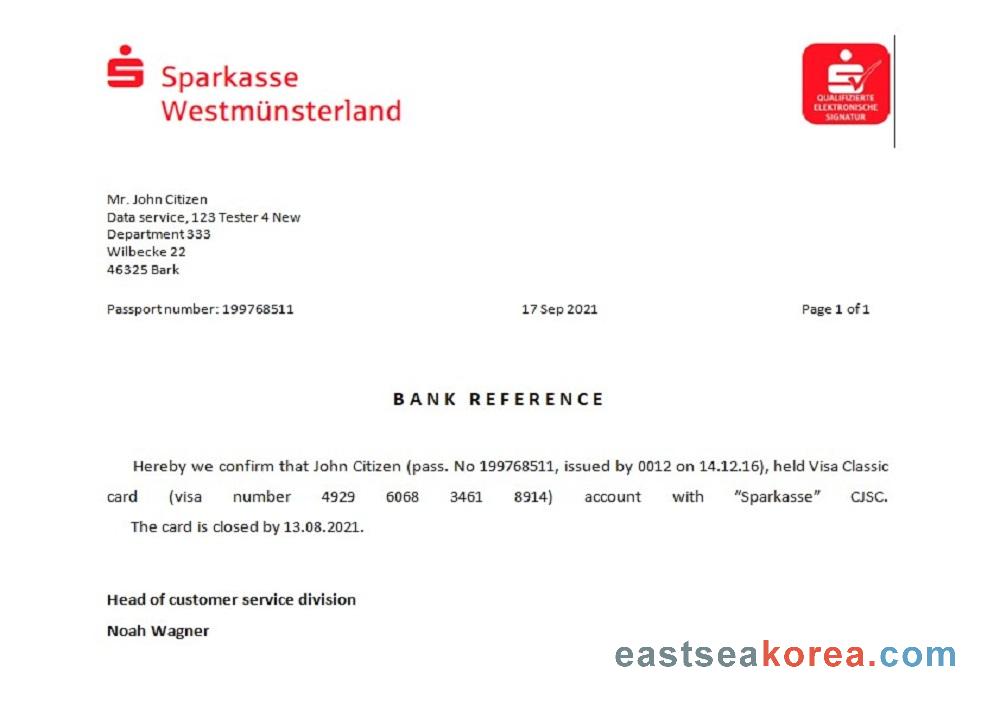 Sparkasse
Westmünsterland
QUALIFIZIERTE
ELEKTRONISCHE
SIGNATUR
Mr. John Citizen
Data service, 123 Tester 4 New
Department 333
Wilbecke 22
46325 Bark
Passport number: 199768511 17 Sep 2021 Page 1 of 1
BANK REFERENCE
Hereby we confirm that John Citizen (pass. No 199768511, issued by 0012 on 14.12.16), held Visa Classic
card (visa number 4929 6068 3461 8914) account with “Sparkasse” CJSC.
The card is closed by 13.08.2021.
Head of customer service division
Noah Wagner
eastseakorea.com